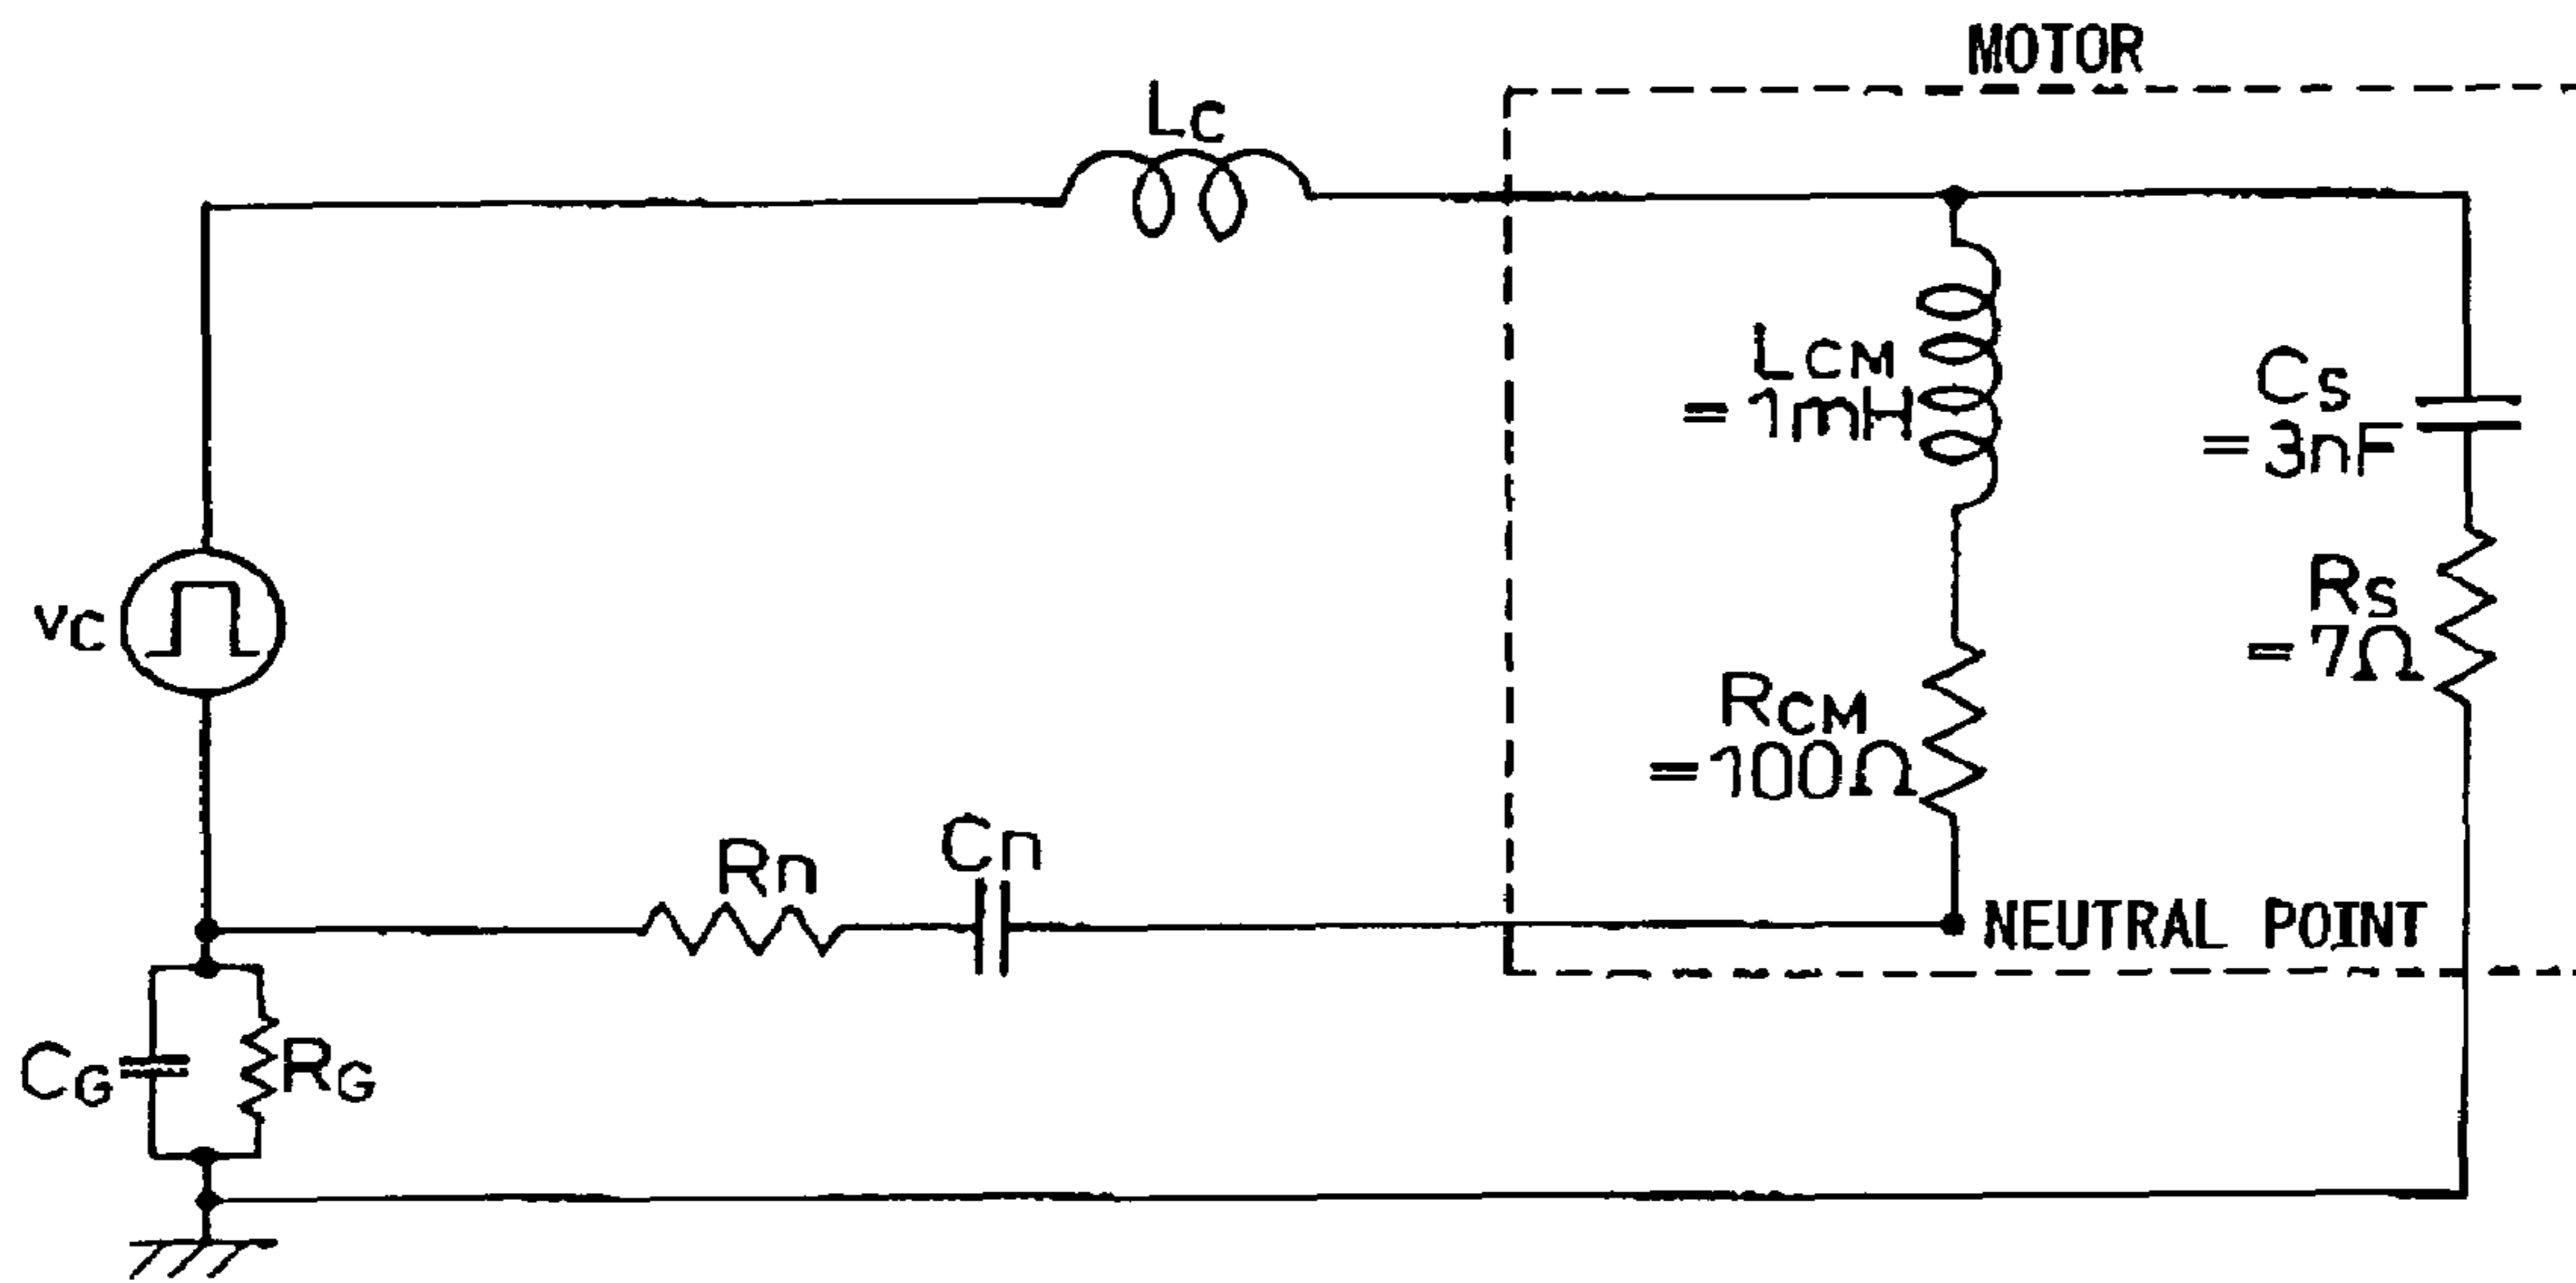 MOTOR
LC
LCM
=1mH
CS
=3nF
vC
RS
=7Ω
RCM
=100Ω
Rn
Cn
NEUTRAL POINT
CG
RG